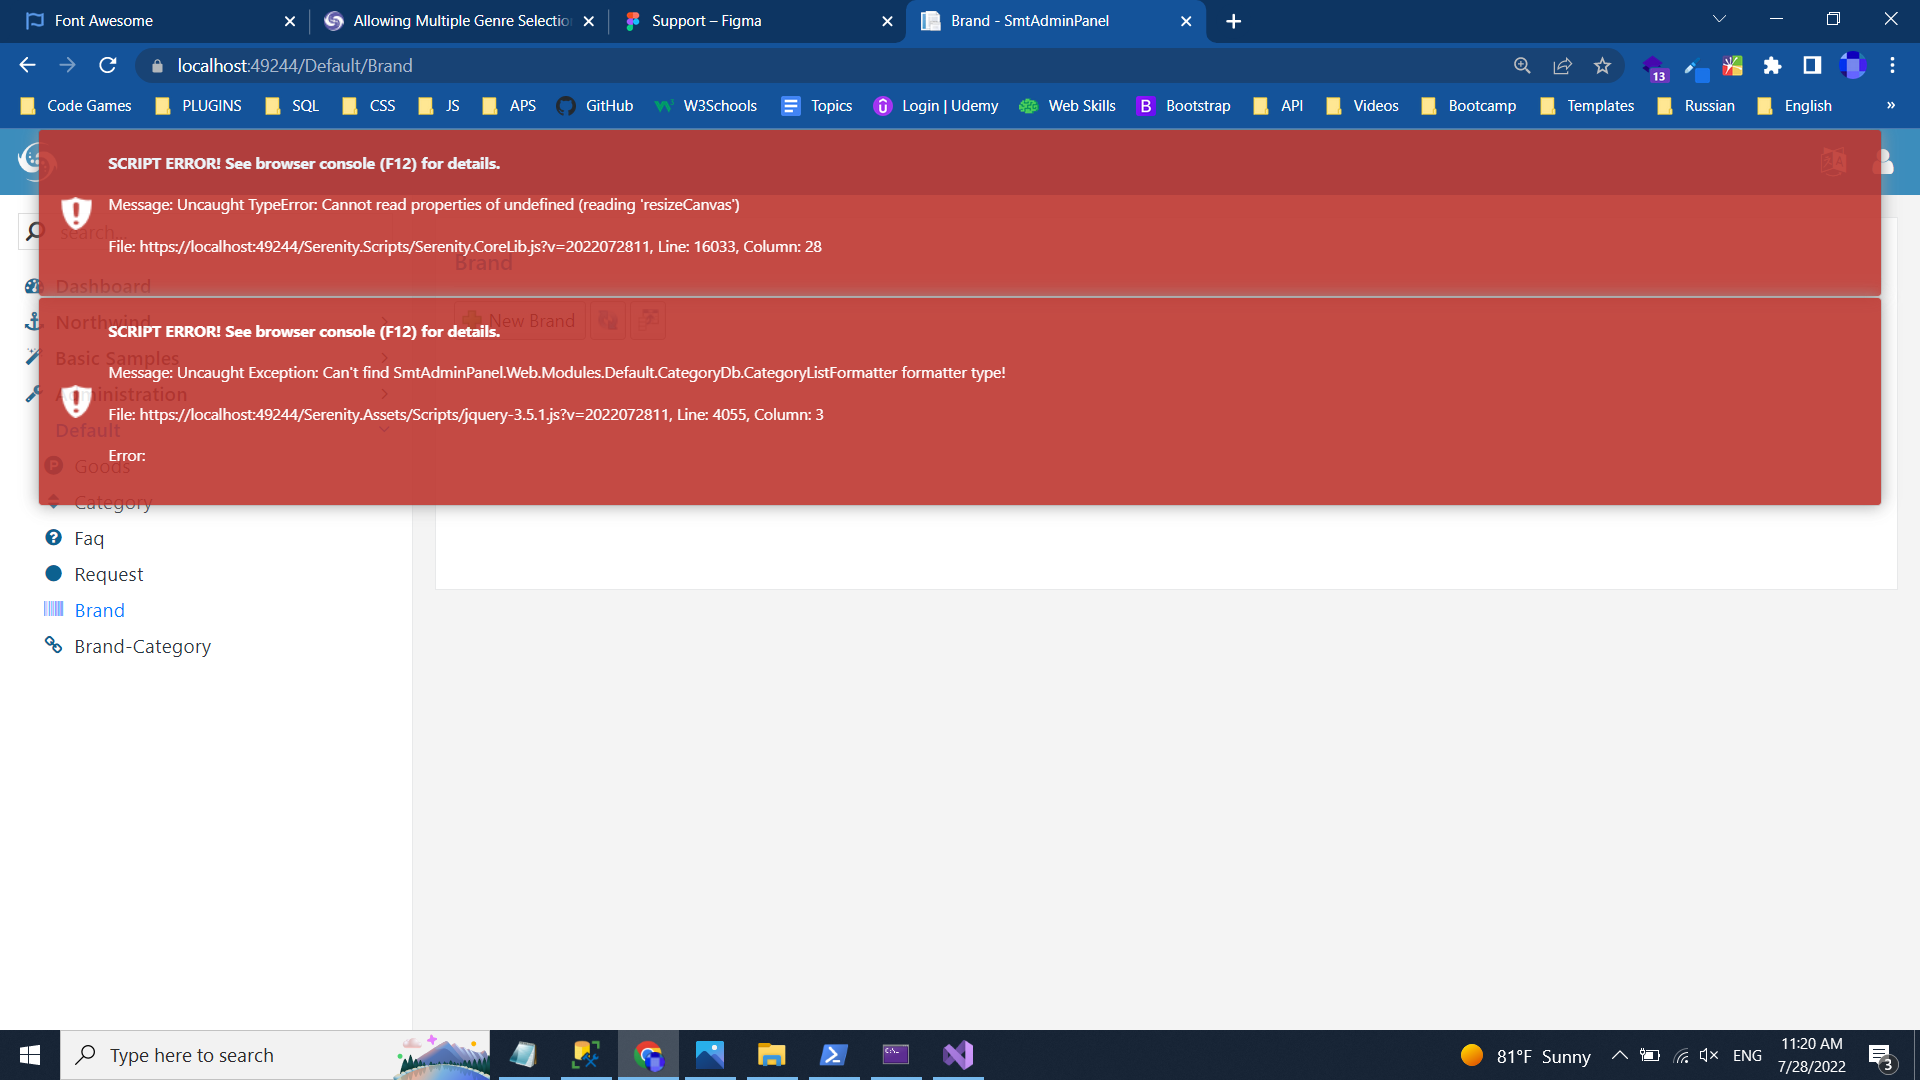 Font Awesome
Allowing Multiple Genre Selectio
Support – Figma
Brand - SmtAdminPanel
localhost:49244/Default/Brand
13
Code Games
PLUGINS
SQL
CSS
JS
APS
GitHub
W3Schools
Topics
Login | Udemy
Web Skills
Bootstrap
API
Videos
Bootcamp
Templates
Russian
English
»
SCRIPT ERROR! See browser console (F12) for details.
Message: Uncaught TypeError: Cannot read properties of undefined (reading 'resizeCanvas')
File: https://localhost:49244/Serenity.Scripts/Serenity.CoreLib.js?v=2022072811, Line: 16033, Column: 28
search...
Brand
Dashboard
Northwind
New Brand
SCRIPT ERROR! See browser console (F12) for details.
Basic Samples
Message: Uncaught Exception: Can't find SmtAdminPanel.Web.Modules.Default.CategoryDb.CategoryListFormatter formatter type!
Administration
File: https://localhost:49244/Serenity.Assets/Scripts/jquery-3.5.1.js?v=2022072811, Line: 4055, Column: 3
Default
Error:
Goods
Category
Faq
Request
Brand
Brand-Category
Type here to search
81°F Sunny
ENG
11:20 AM
7/28/2022
3